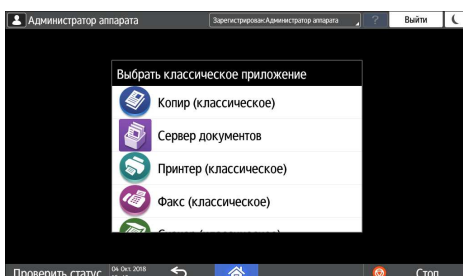 Администратор аппарата
Зарегистрирован:Администратор аппарата
?
Выйти
Выбрать классическое приложение
Копир (классическое)
Сервер документов
Принтер (классическое)
Факс (классическое)
Проверить статус
04 Окт. 2018
Стоп